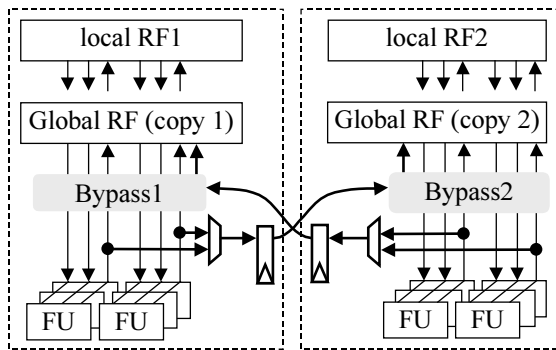 local RF1
local RF2
Global RF (copy 1)
Global RF (copy 2)
Bypass1
Bypass2
FU
FU
FU
FU